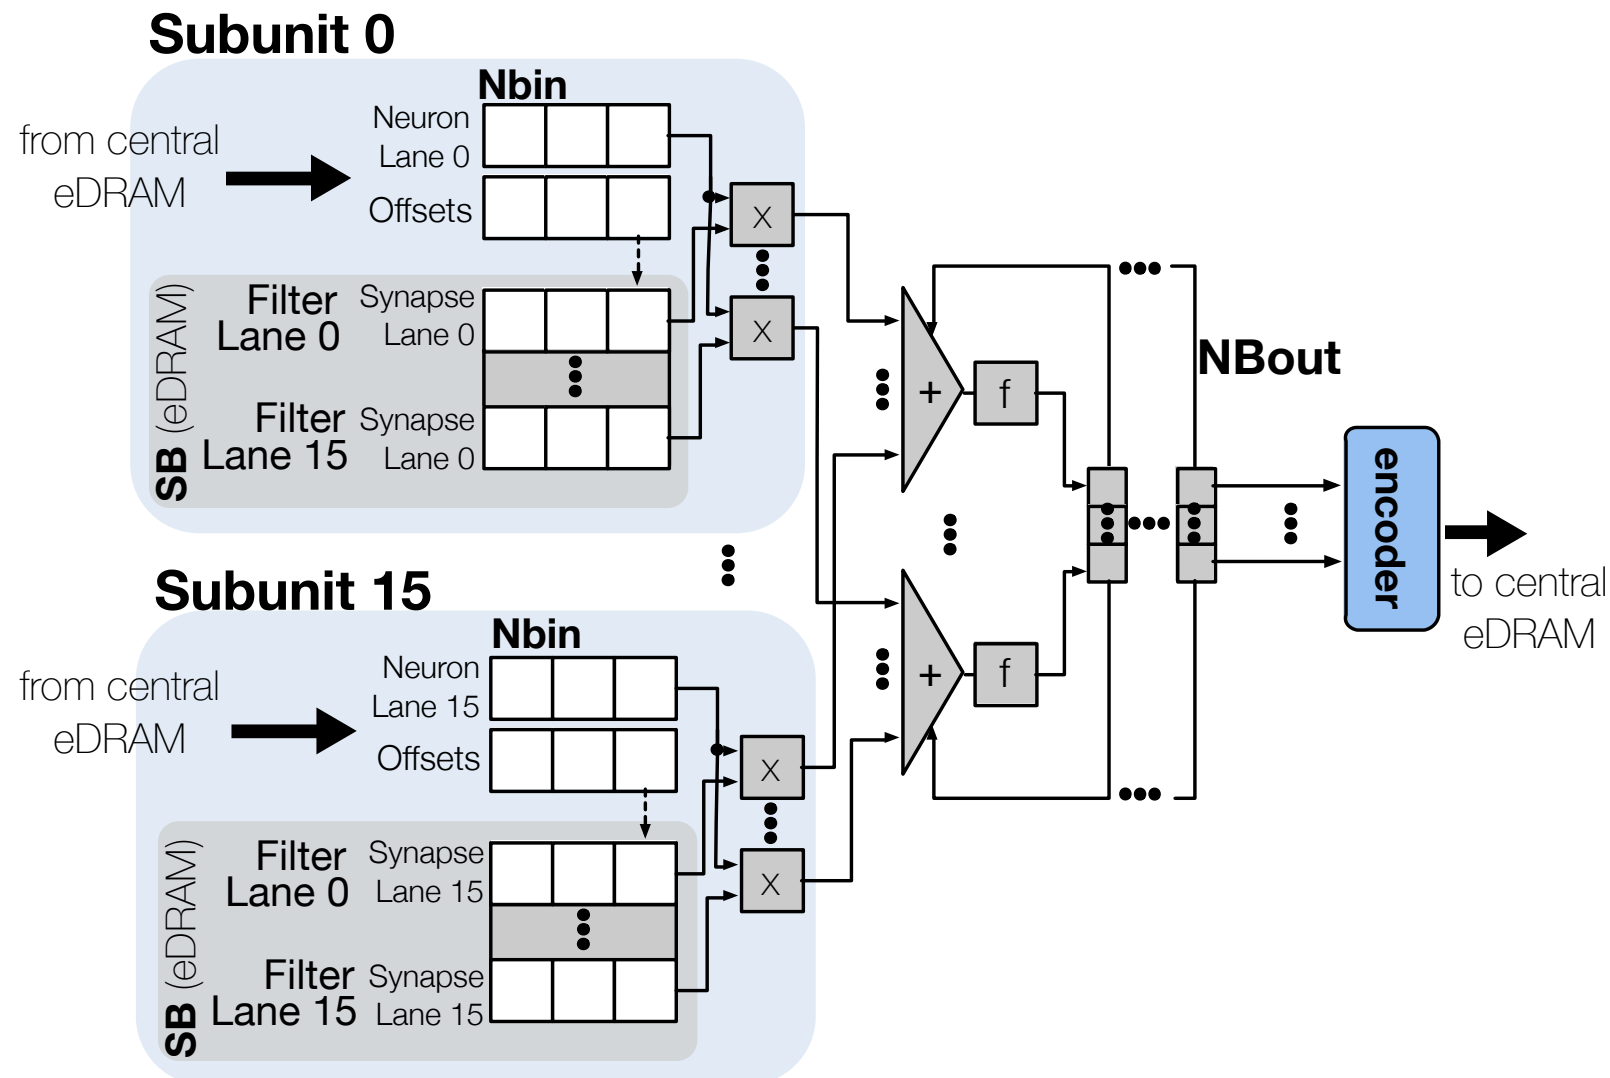 Subunit 0
Nbin
from central
eDRAM
Neuron
Lane 0
Offsets
x
SB (eDRAM)
Filter
Lane 0
Synapse
Lane 0
x
Filter
Lane 15
Synapse
Lane 0
+
f
NBout
encoder
to central
eDRAM
Subunit 15
Nbin
from central
eDRAM
Neuron
Lane 15
Offsets
x
SB (eDRAM)
Filter
Lane 0
Synapse
Lane 15
x
Filter
Lane 15
Synapse
Lane 15
+
f